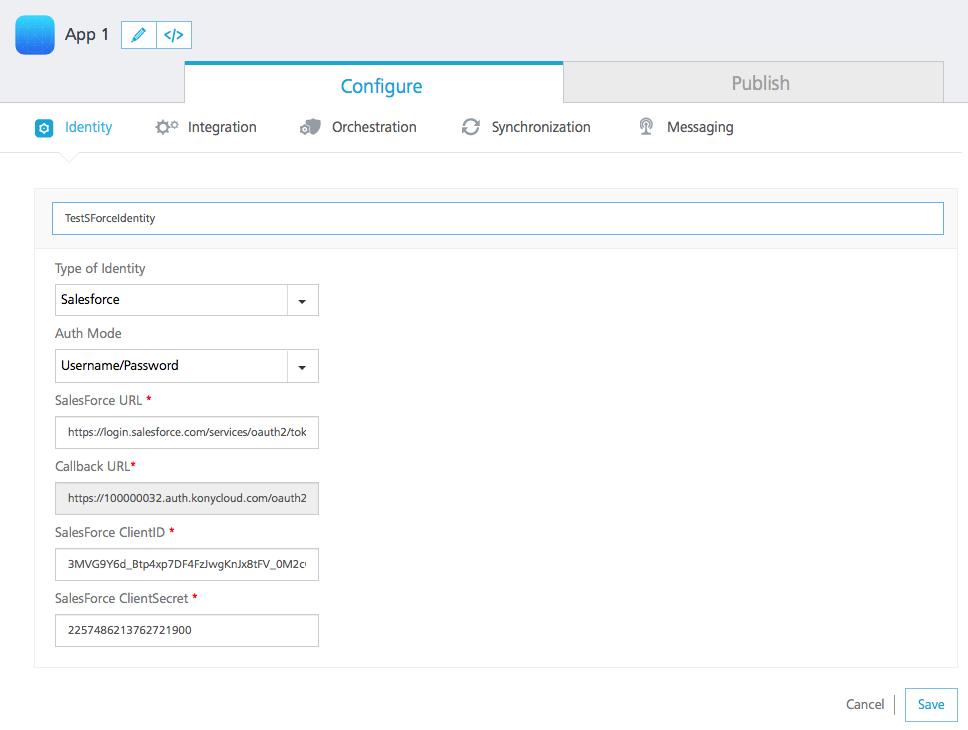 App 1 </>
Configure Publish
Identity Integration Orchestration Synchronization Messaging
TestSForceIdentity
Type of Identity
Salesforce
Auth Mode
Username/Password
SalesForce URL *
https://login.salesforce.com/services/oauth2/tok
Callback URL*
https://100000032.auth.konycloud.com/oauth2
SalesForce ClientID *
3MVG9Y6d_Btp4xp7DF4FzJwgKnJx8tFV_0M2c
SalesForce ClientSecret *
2257486213762721900
Cancel Save